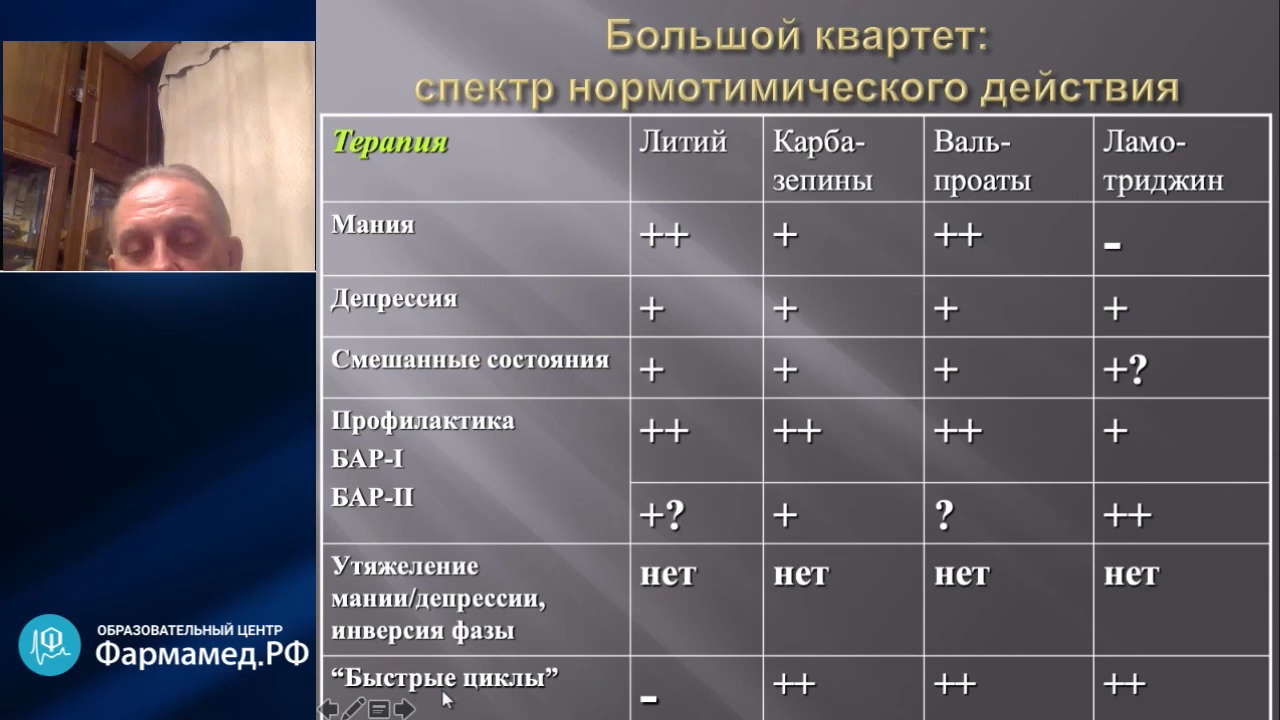 Большой квартет:
спектр нормотимического действия
Терапия
Литий
Карба-
зепины
Валь-
проаты
Ламо-
триджин
Мания
++
+
++
-
Депрессия
+
+
+
+
Смешанные состояния
+
+
+
+?
Профилактика
БАР-I
БАР-II
++
++
++
+
+?
+
?
++
Утяжеление
мании/депрессии,
инверсия фазы
нет
нет
нет
нет
“Быстрые циклы”
-
++
++
++
ОБРАЗОВАТЕЛЬНЫЙ ЦЕНТР
Фармамед.РФ